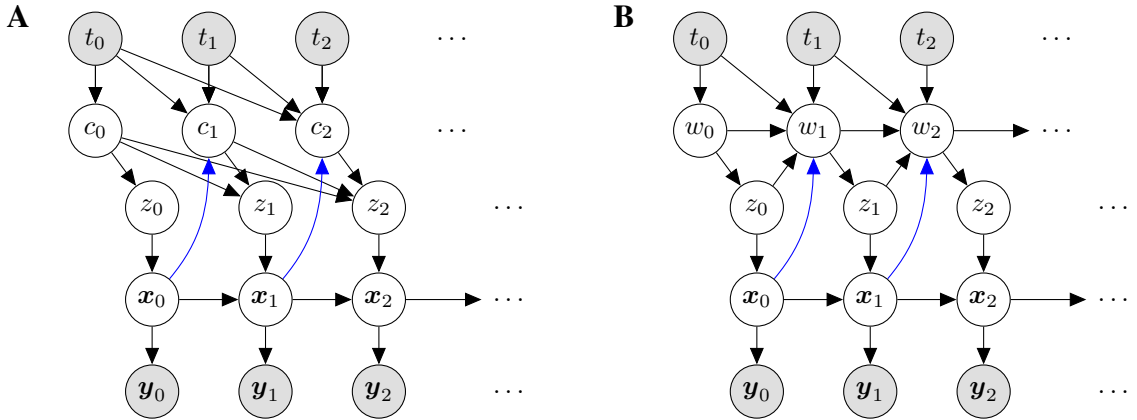 A
t₀ t₁ t₂ ...
c₀ c₁ c₂ ...
z₀ z₁ z₂ ...
x₀ x₁ x₂ ...
y₀ y₁ y₂ ...
B
t₀ t₁ t₂ ...
w₀ w₁ w₂ ...
z₀ z₁ z₂ ...
x₀ x₁ x₂ ...
y₀ y₁ y₂ ...